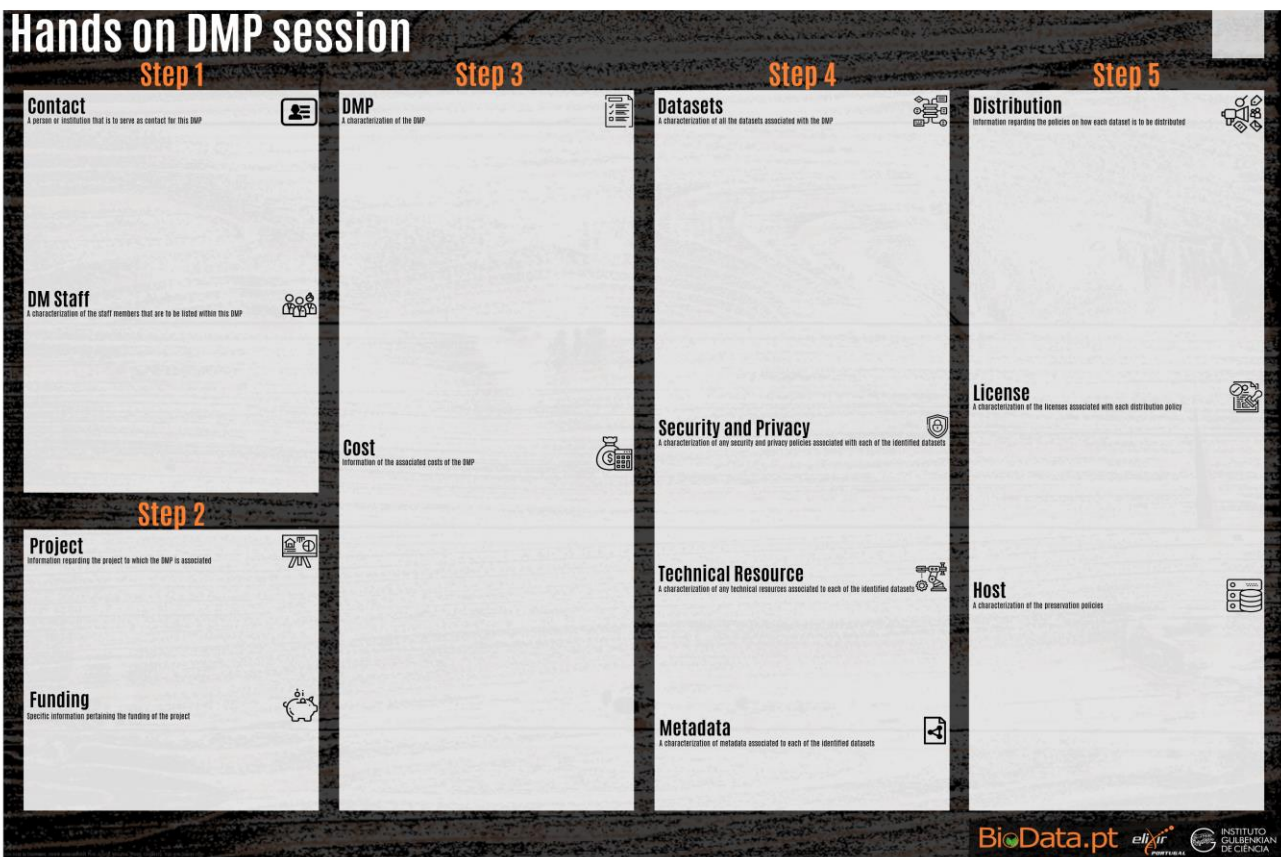 Hands on DMP session
Step 1
Contact
A person or institution that is to serve as contact for this DMP
DM Staff
A characterization of the staff members that are to be listed within this DMP
Step 2
Project
Information regarding the project to which the DMP is associated
Funding
Specific information pertaining the funding of the project
Step 3
DMP
A characterization of the DMP
Cost
Information of the associated costs of the DMP
Step 4
Datasets
A characterization of all the datasets associated with the DMP
Security and Privacy
A characterization of any security and privacy policies associated with each of the identified datasets
Technical Resource
A characterization of any technical resources associated to each of the identified datasets
Metadata
A characterization of metadata associated to each of the identified datasets
Step 5
Distribution
Information regarding the policies on how each dataset is to be distributed
License
A characterization of the licenses associated with each distribution policy
Host
A characterization of the preservation policies
BioData.pt
elixir
PORTUGAL
INSTITUTO
GULBENKIAN
DE CIÊNCIA